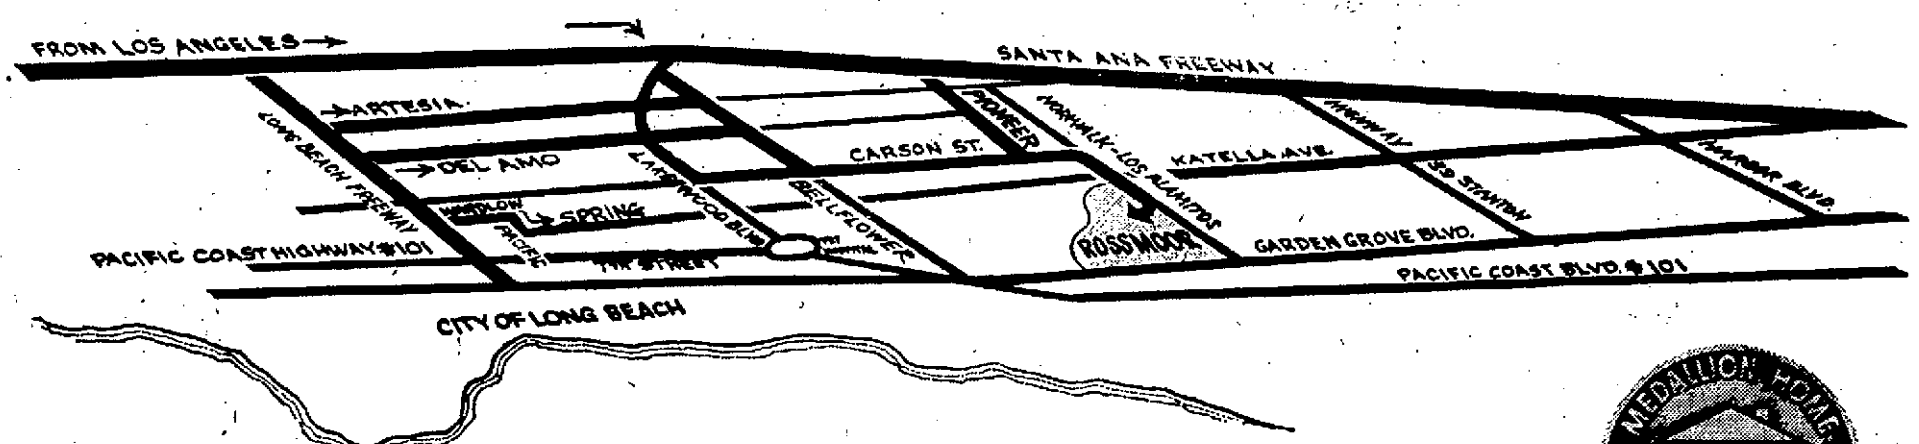 FROM LOS ANGELES
SANTA ANA FREEWAY
ARTESIA
PIONEER
NORWALK-LOS ALAMITOS
HIGHWAY
39 STANTON
HARBOR BLVD.
LONG BEACH FREEWAY
DEL AMO
CARSON ST.
KATELLA AVE.
LAKEWOOD BLVD
BELLFLOWER
SPRING
PACIFIC
PACIFIC COAST HIGHWAY #101
7TH STREET
ROSSMOOR
GARDEN GROVE BLVD.
PACIFIC COAST BLVD. #101
CITY OF LONG BEACH
MEDALLION HOME